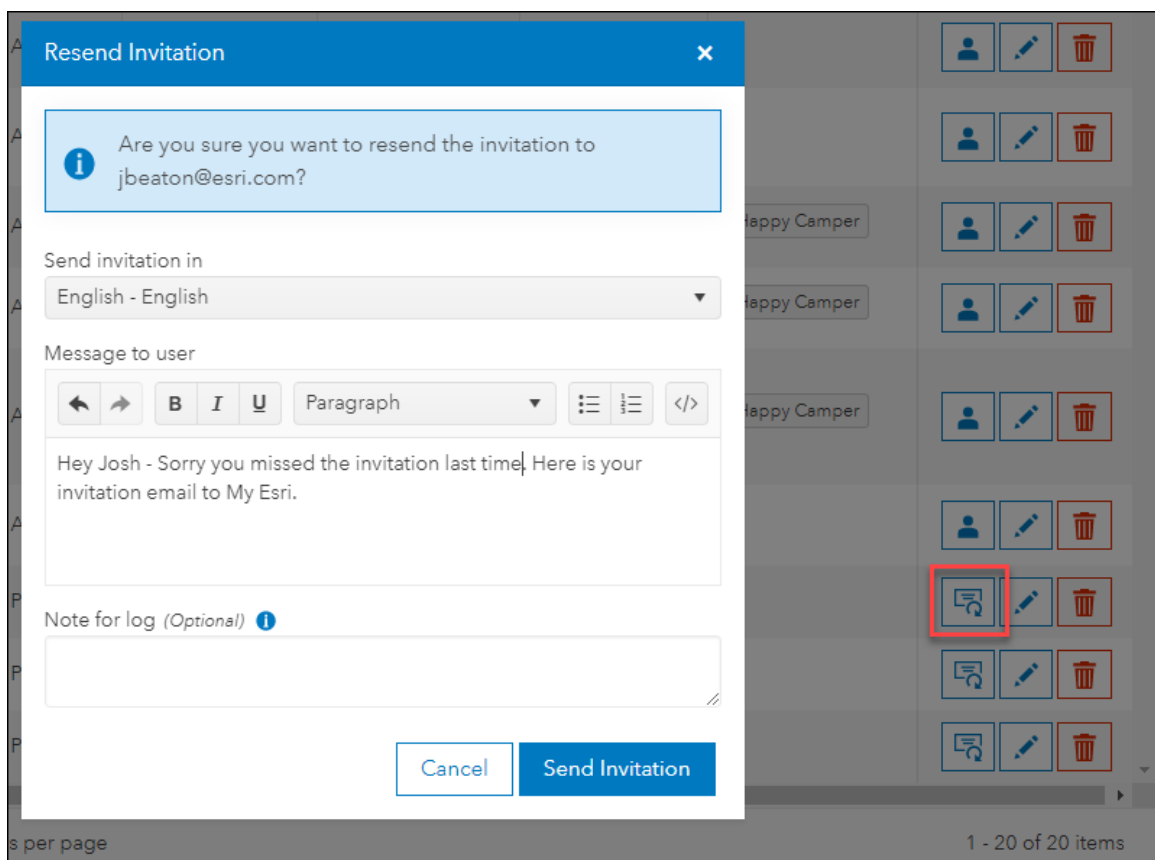 Resend Invitation
Are you sure you want to resend the invitation to
jbeaton@esri.com?
Send invitation in
English - English
Message to user
B I U Paragraph
Hey Josh - Sorry you missed the invitation last time. Here is your
invitation email to My Esri.
Note for log (Optional)
Cancel Send Invitation
Happy Camper
Happy Camper
Happy Camper
A
A
A
A
A
A
P
P
P
s per page
1 - 20 of 20 items